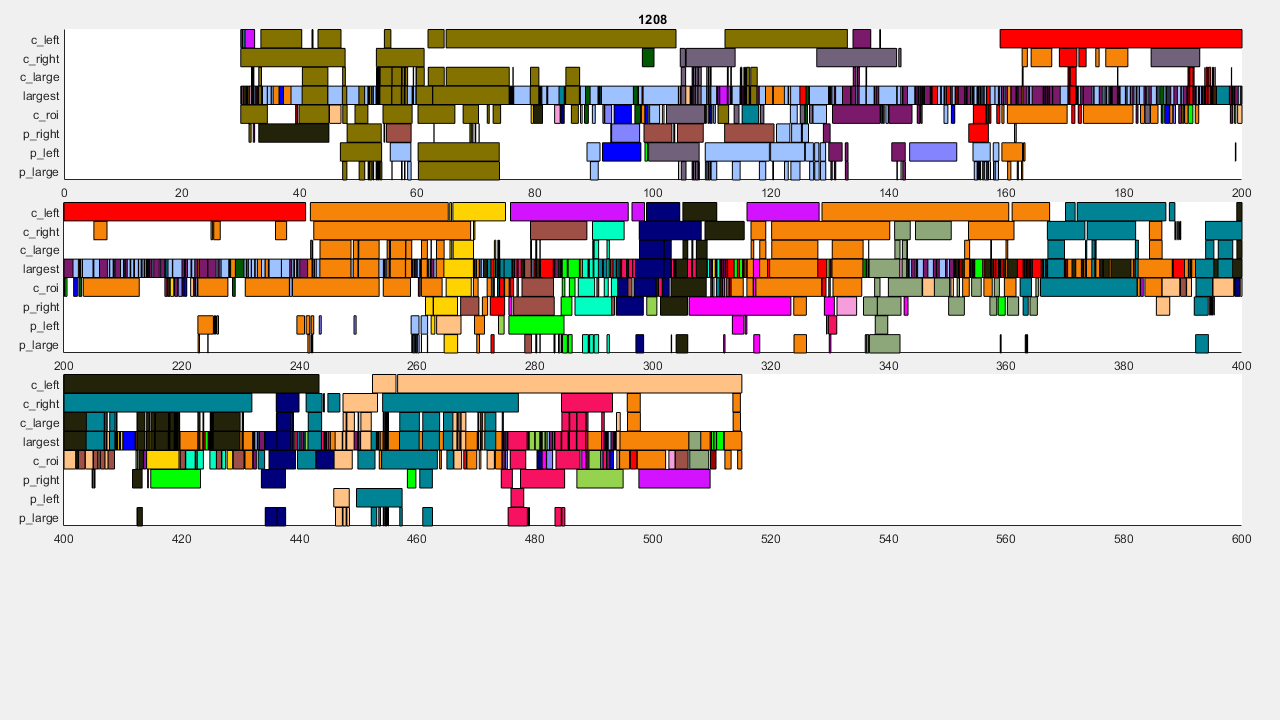 1208
c_left
c_right
c_large
largest
c_roi
p_right
p_left
p_large
0 20 40 60 80 100 120 140 160 180 200
c_left
c_right
c_large
largest
c_roi
p_right
p_left
p_large
200 220 240 260 280 300 320 340 360 380 400
c_left
c_right
c_large
largest
c_roi
p_right
p_left
p_large
400 420 440 460 480 500 520 540 560 580 600